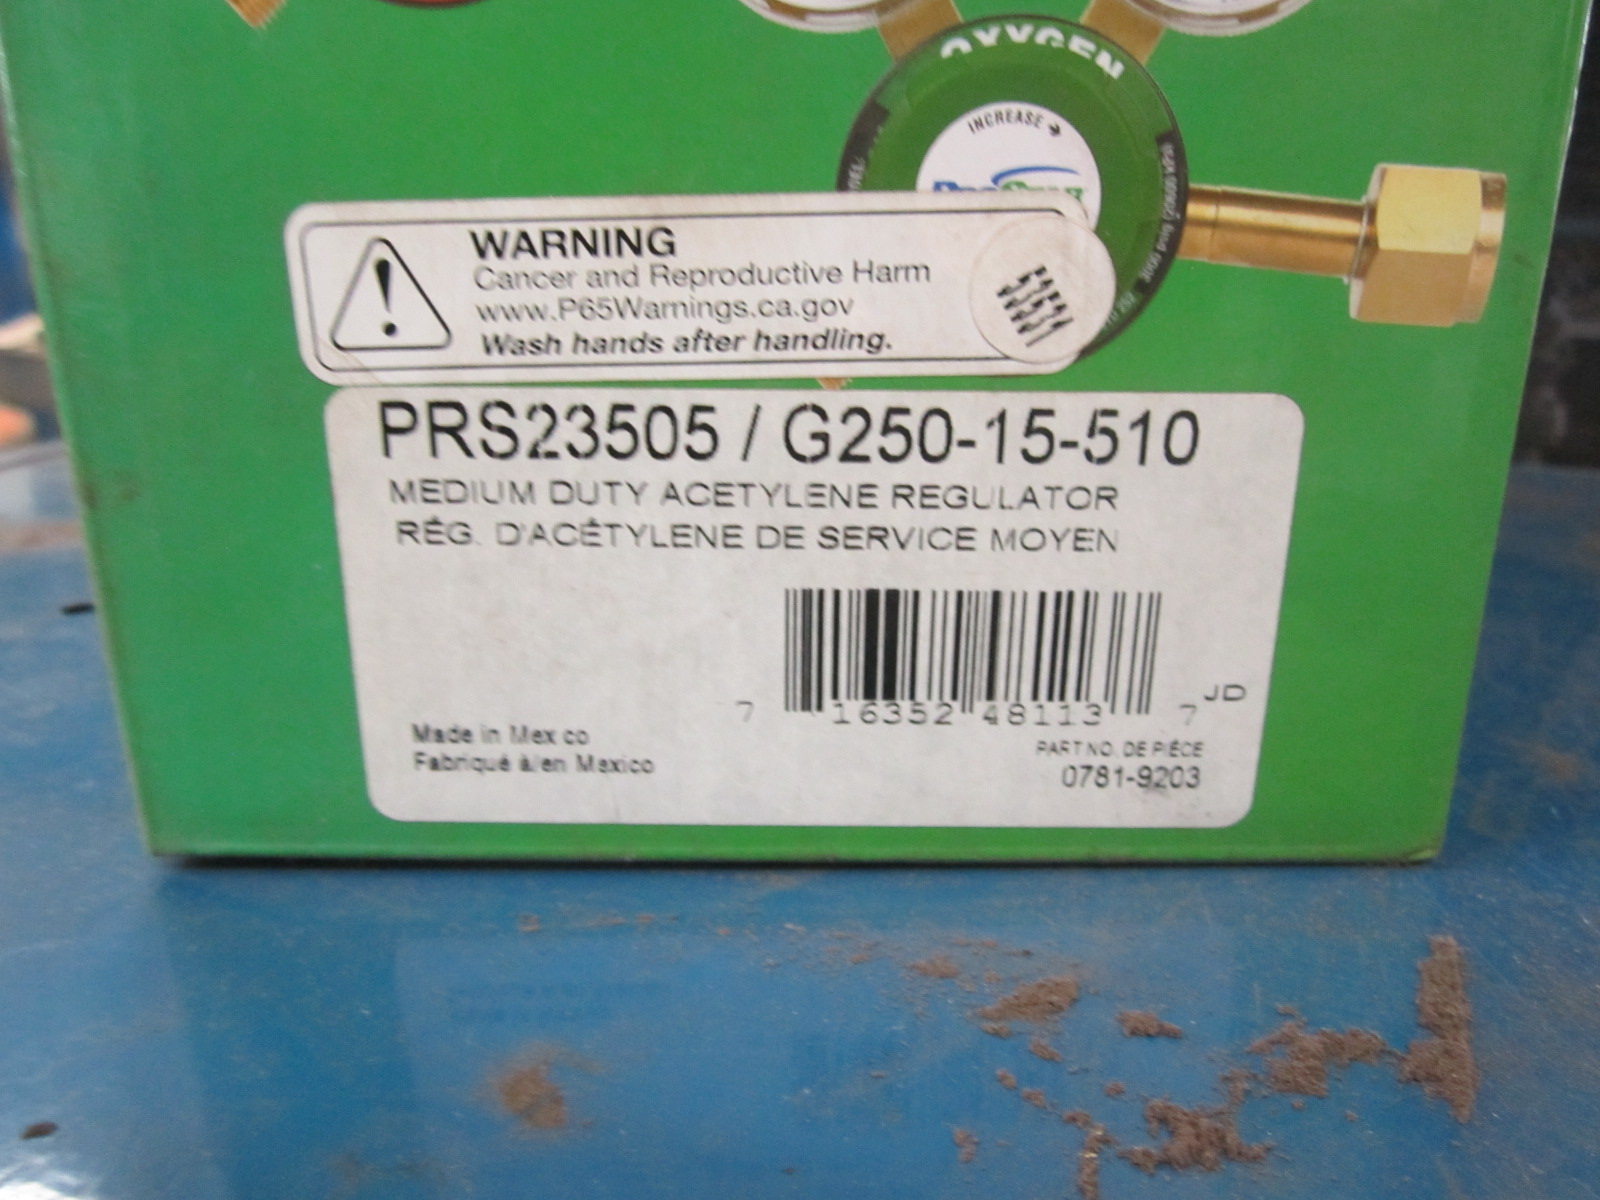 OXYGEN
INCREASE
WARNING
Cancer and Reproductive Harm
www.P65Warnings.ca.gov
Wash hands after handling.
PRS23505 / G250-15-510
MEDIUM DUTY ACETYLENE REGULATOR
RÉG. D'ACÉTYLENE DE SERVICE MOYEN
7 16352 48113 7
JD
Made in Mexico
Fabriqué à/en Mexico
PART NO. DE PIÉCE
0781-9203